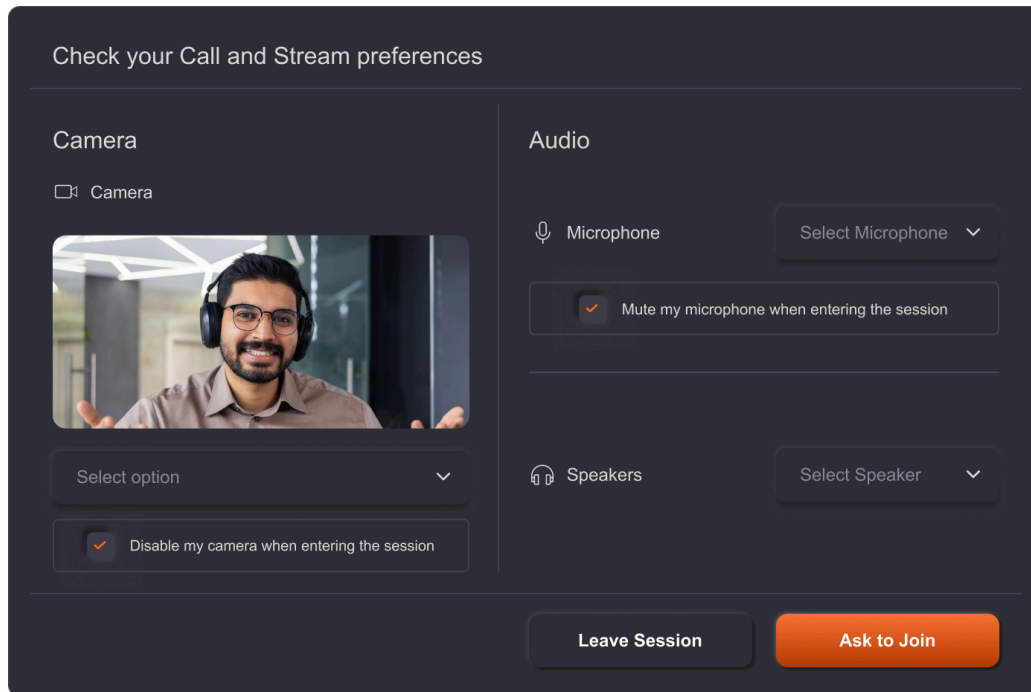 Check your Call and Stream preferences
Camera
Camera
Select option
Disable my camera when entering the session
Audio
Microphone
Select Microphone
Mute my microphone when entering the session
Speakers
Select Speaker
Leave Session
Ask to Join